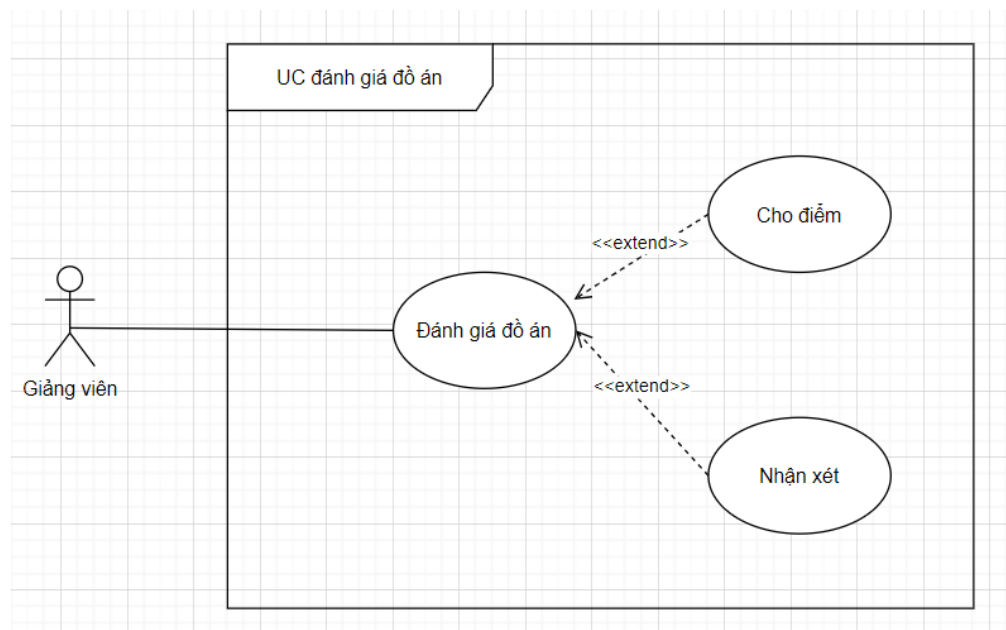 UC đánh giá đồ án
Cho điểm
<<extend>>
Đánh giá đồ án
Giảng viên
<<extend>>
Nhận xét